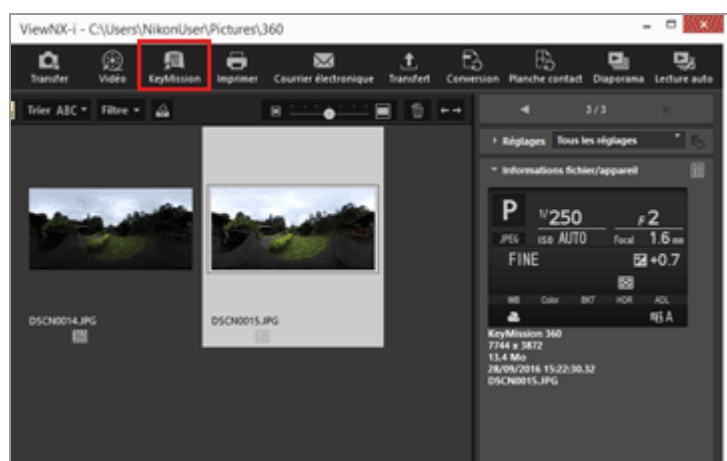 ViewNX-i - C:\Users\NikonUser\Pictures\360
Transfer Vidéo KeyMission Imprimer Courrier électronique Transfert Conversion Planche contact Diaporama Lecture auto
Trier ABC Filtre
3/3
Réglages Tous les réglages
Informations fichier/appareil
P 1/250 F2
JPEG ISO AUTO Focal 1.6 mm
FINE +0.7
WB Color BKT HDR ADL
A
DSCN0014.JPG
DSCN0015.JPG
KeyMission 360
7744 x 3872
13.4 Mo
28/09/2016 15:22:30.32
DSCN0015.JPG